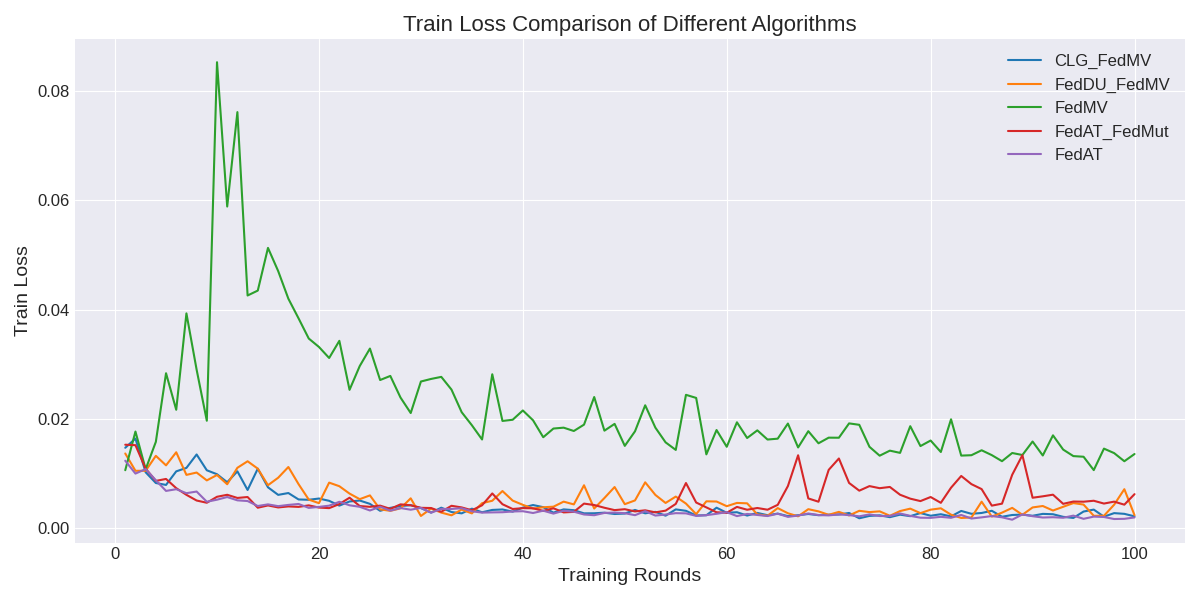 Train Loss Comparison of Different Algorithms
CLG_FedMV
FedDU_FedMV
FedMV
FedAT_FedMut
FedAT
Train Loss
0.08
0.06
0.04
0.02
0.00
0 20 40 60 80 100
Training Rounds